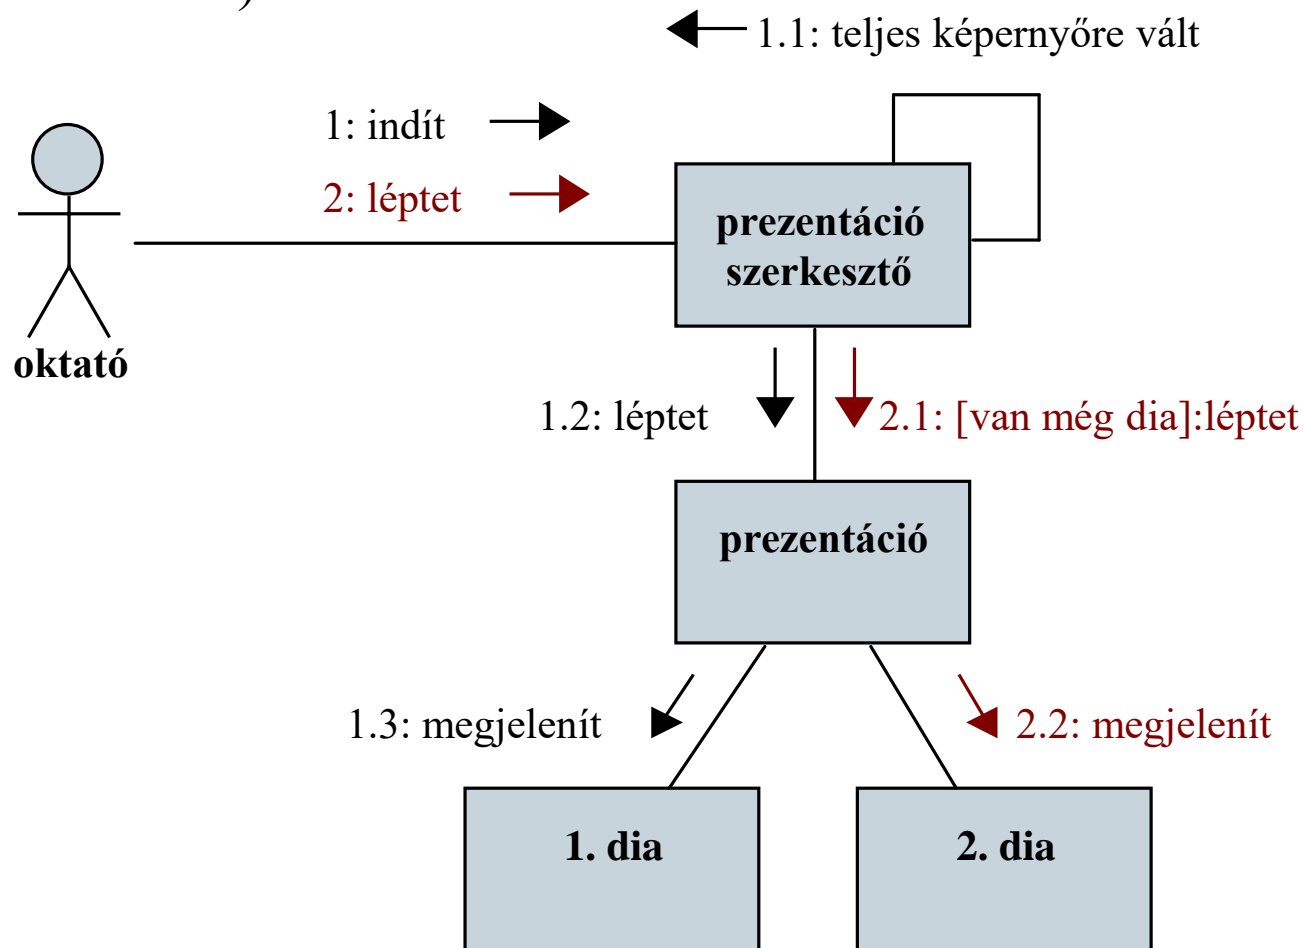 )
1.1: teljes képernyőre vált
1: indít
2: léptet
prezentáció
szerkesztő
oktató
1.2: léptet
2.1: [van még dia]:léptet
prezentáció
1.3: megjelenít
2.2: megjelenít
1. dia
2. dia